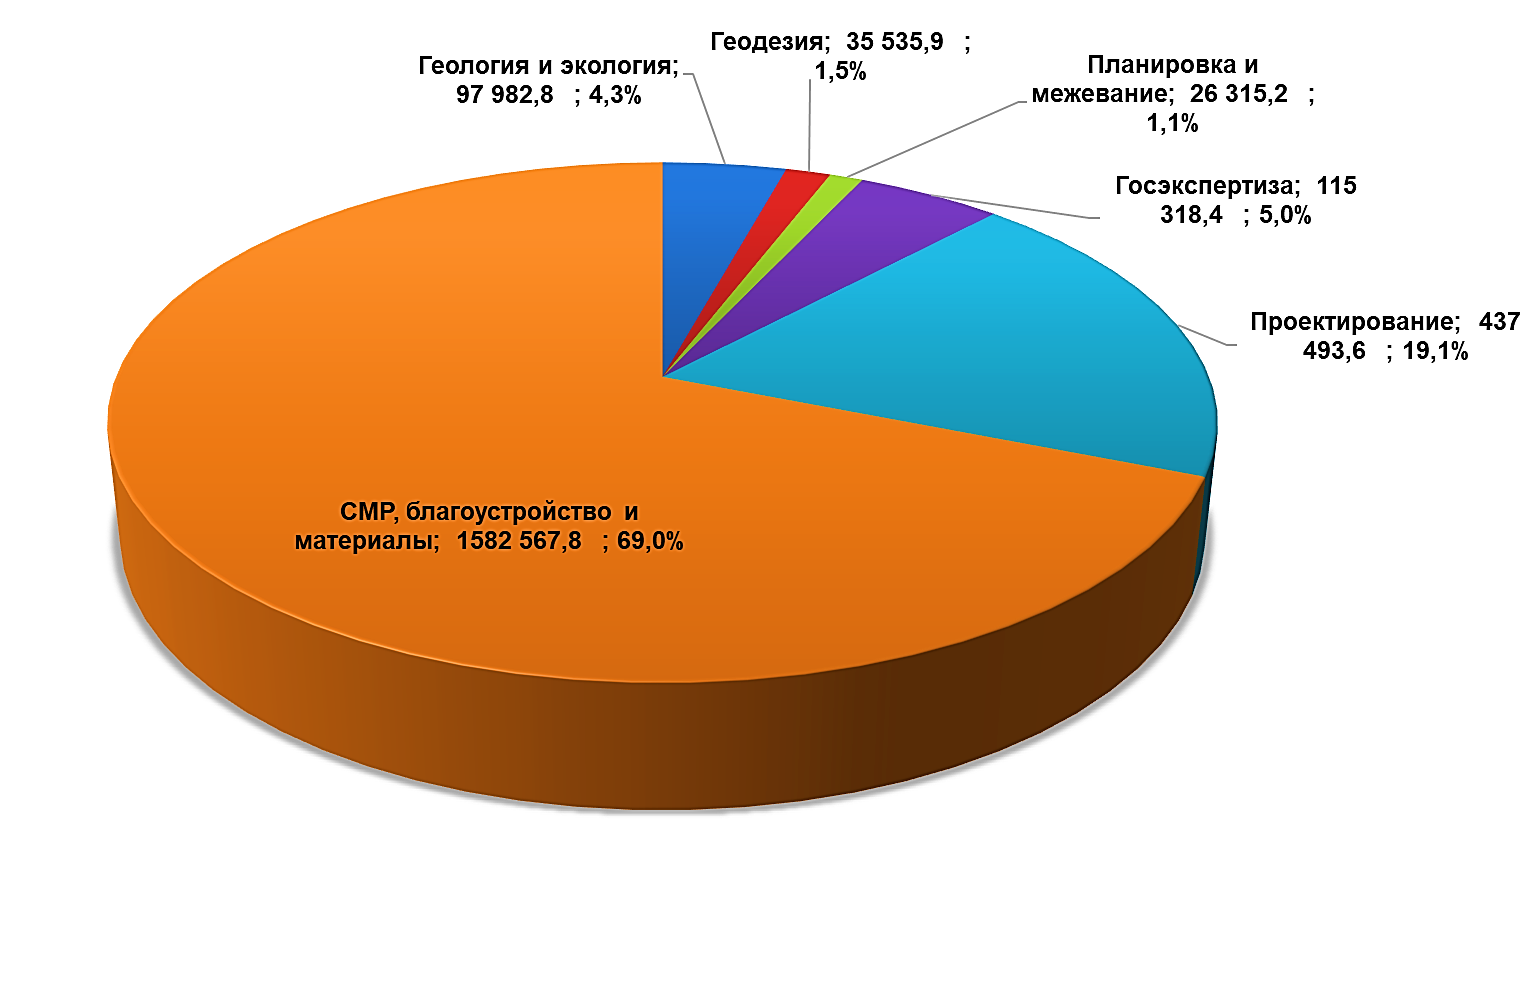 Геодезия;  35 535,9   ;
1,5%
Геология и экология;
97 982,8   ; 4,3%
Планировка и
межевание;  26 315,2   ;
1,1%
Госэкспертиза;  115
318,4   ; 5,0%
Проектирование;  437
493,6   ; 19,1%
СМР, благоустройство  и
материалы;  1582 567,8   ; 69,0%